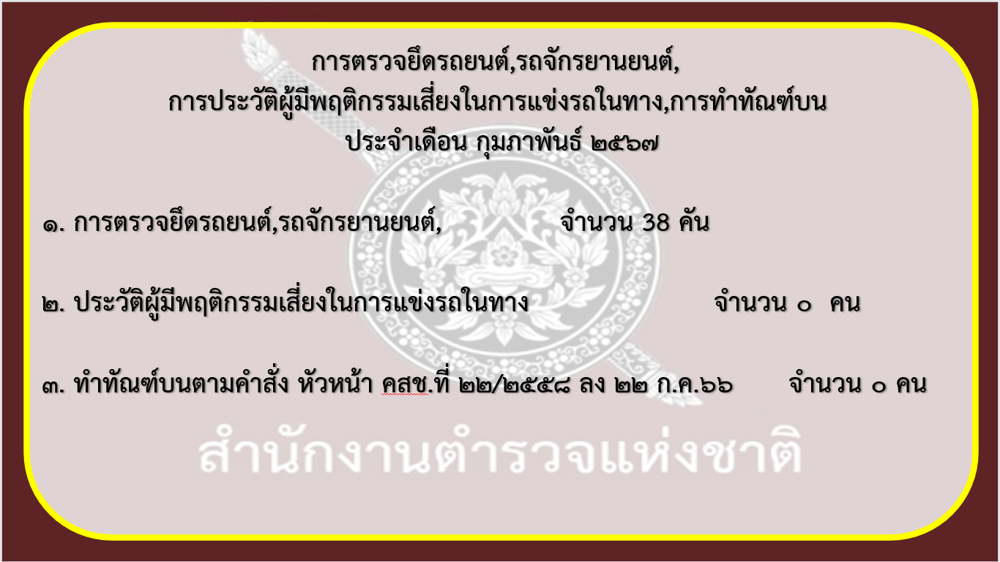 การตรวจยึดรถยนต์,รถจักรยานยนต์,
การประวัติผู้มีพฤติกรรมเสี่ยงในการแข่งรถในทาง,การทำทัณฑ์บน
ประจำเดือน กุมภาพันธ์ ๒๕๖๗
๑. การตรวจยึดรถยนต์,รถจักรยานยนต์, จำนวน 38 คัน
๒. ประวัติผู้มีพฤติกรรมเสี่ยงในการแข่งรถในทาง จำนวน ๐ คน
๓. ทำทัณฑ์บนตามคำสั่ง หัวหน้า คสช.ที่ ๒๒/๒๕๕๘ ลง ๒๒ ก.ค.๖๖ จำนวน ๐ คน
สำนักงานตำรวจแห่งชาติ